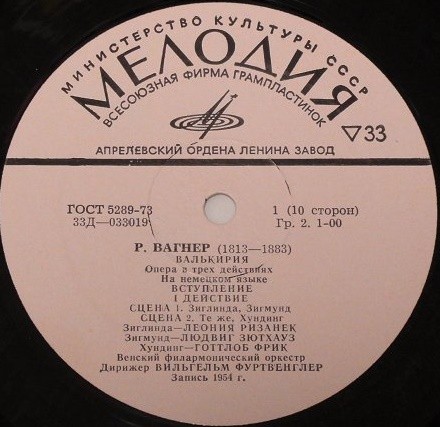 МИНИСТЕРСТВО КУЛЬТУРЫ СССР
МЕЛОДИЯ
ВСЕСОЮЗНАЯ ФИРМА ГРАМПЛАСТИНОК
▽33
АПРЕЛЕВСКИЙ ОРДЕНА ЛЕНИНА ЗАВОД
ГОСТ 5289-73 1 (10 сторон)
33Д—033019 Гр. 2. 1-00
Р. ВАГНЕР (1813—1883)
ВАЛЬКИРИЯ
Опера в трех действиях
На немецком языке
ВСТУПЛЕНИЕ
I ДЕЙСТВИЕ
СЦЕНА 1. Зиглинда, Зигмунд
СЦЕНА 2. Те же, Хундинг
Зиглинда—ЛЕОНИЯ РИЗАНЕК
Зигмунд—ЛЮДВИГ ЗЮТХАУЗ
Хундинг—ГОТТЛОБ ФРИК
Венский филармонический оркестр
Дирижер ВИЛЬГЕЛЬМ ФУРТВЕНГЛЕР
Запись 1954 г.